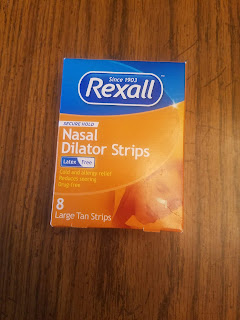 Since 1903
Rexall
SECURE HOLD
Nasal
Dilator Strips
Latex Free
Cold and allergy relief
Reduces snoring
Drug-free
8
Large Tan Strips